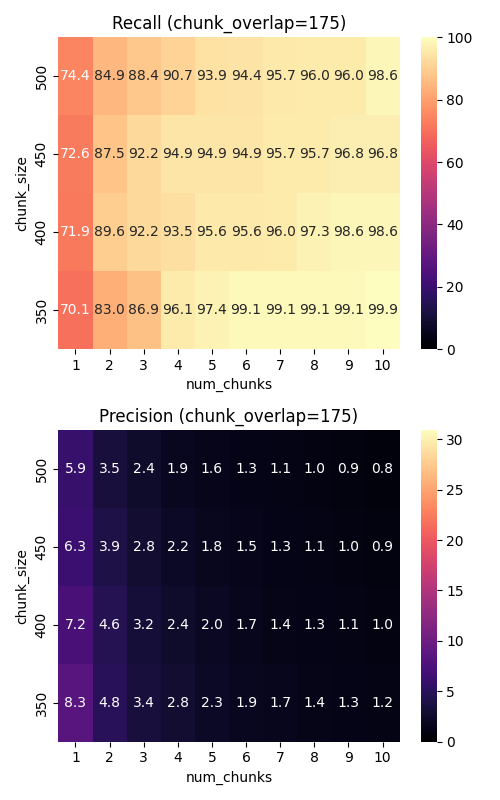 Recall (chunk_overlap=175)
chunk_size
500 74.4 84.9 88.4 90.7 93.9 94.4 95.7 96.0 96.0 98.6
450 72.6 87.5 92.2 94.9 94.9 94.9 95.7 95.7 96.8 96.8
400 71.9 89.6 92.2 93.5 95.6 95.6 96.0 97.3 98.6 98.6
350 70.1 83.0 86.9 96.1 97.4 99.1 99.1 99.1 99.1 99.9
1 2 3 4 5 6 7 8 9 10
num_chunks
100
80
60
40
20
0
Precision (chunk_overlap=175)
chunk_size
500 5.9 3.5 2.4 1.9 1.6 1.3 1.1 1.0 0.9 0.8
450 6.3 3.9 2.8 2.2 1.8 1.5 1.3 1.1 1.0 0.9
400 7.2 4.6 3.2 2.4 2.0 1.7 1.4 1.3 1.1 1.0
350 8.3 4.8 3.4 2.8 2.3 1.9 1.7 1.4 1.3 1.2
1 2 3 4 5 6 7 8 9 10
num_chunks
30
25
20
15
10
5
0